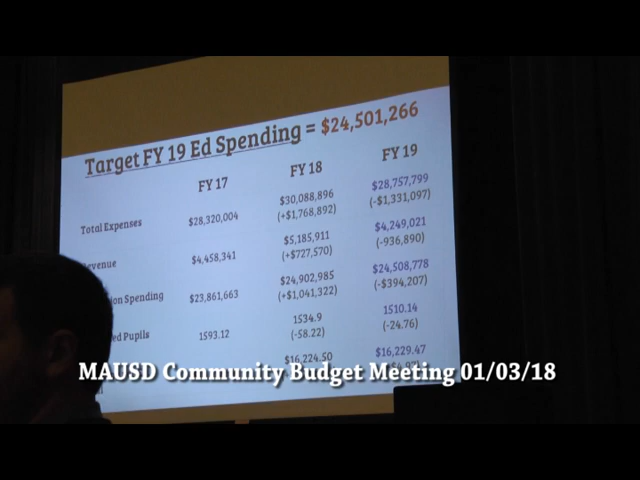 Target FY 19 Ed Spending = $24,501,266
FY 17 FY 18 FY 19
Total Expenses $28,320,004 $30,088,896 $28,757,799
(+$1,768,892) (-$1,331,097)
$4,458,341 $5,185,911 $4,249,021
(+$727,570) (-936,890)
Spending $23,861,663 $24,902,985 $24,508,778
(+$1,041,322) (-$394,207)
Pupils 1593.12 1534.9 1510.14
(-58.22) (-24.76)
$16,224.50 $16,229.47
MAUSD Community Budget Meeting 01/03/18